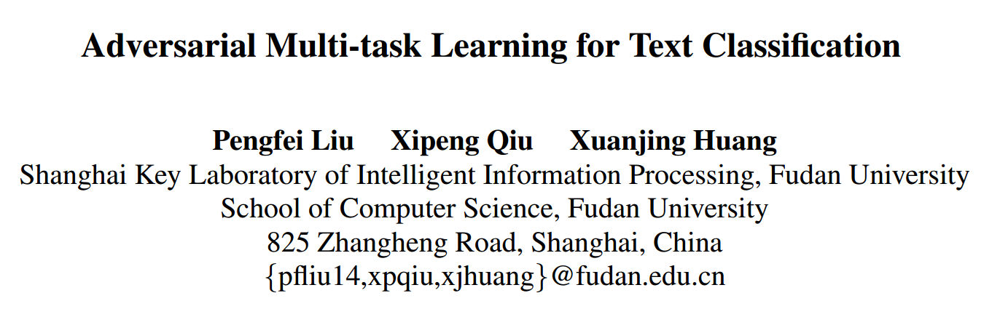 Adversarial Multi-task Learning for Text Classification
Pengfei Liu Xipeng Qiu Xuanjing Huang
Shanghai Key Laboratory of Intelligent Information Processing, Fudan University
School of Computer Science, Fudan University
825 Zhangheng Road, Shanghai, China
{pfliu14,xpqiu,xjhuang}@fudan.edu.cn